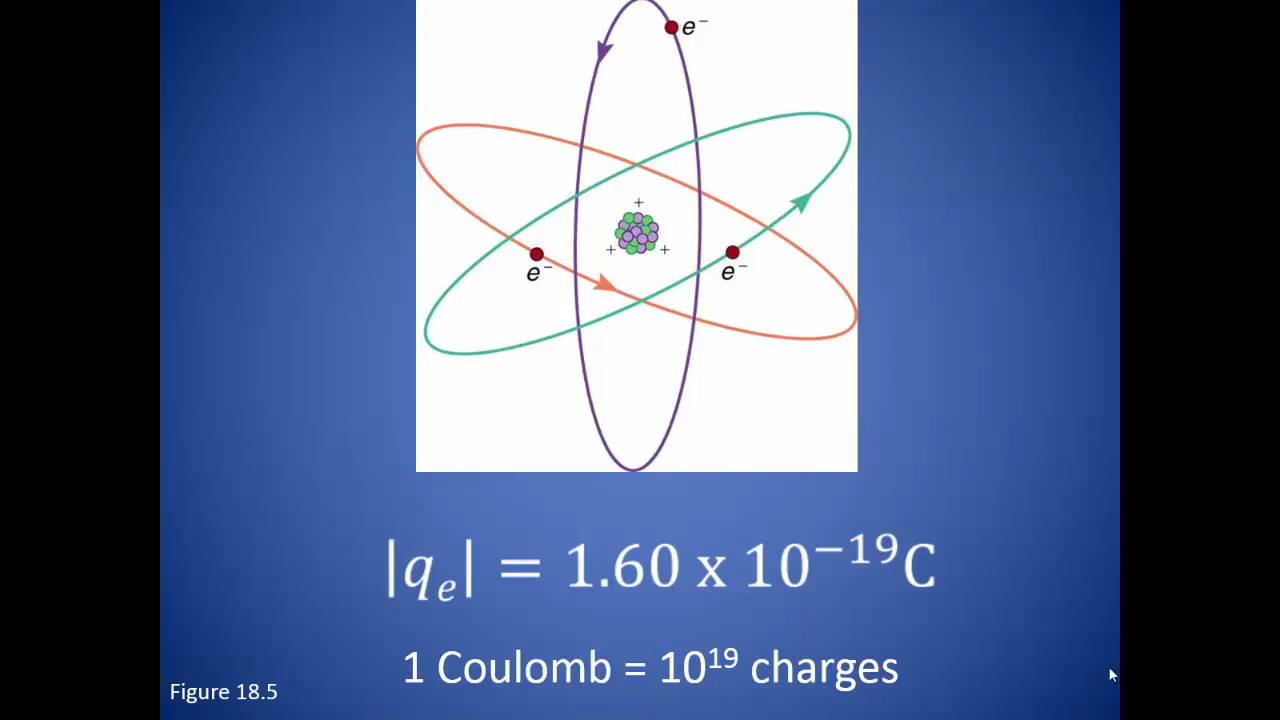 e⁻
+
+ +
e⁻ e⁻
|qₑ| = 1.60 x 10⁻¹⁹C
1 Coulomb = 10¹⁹ charges
Figure 18.5